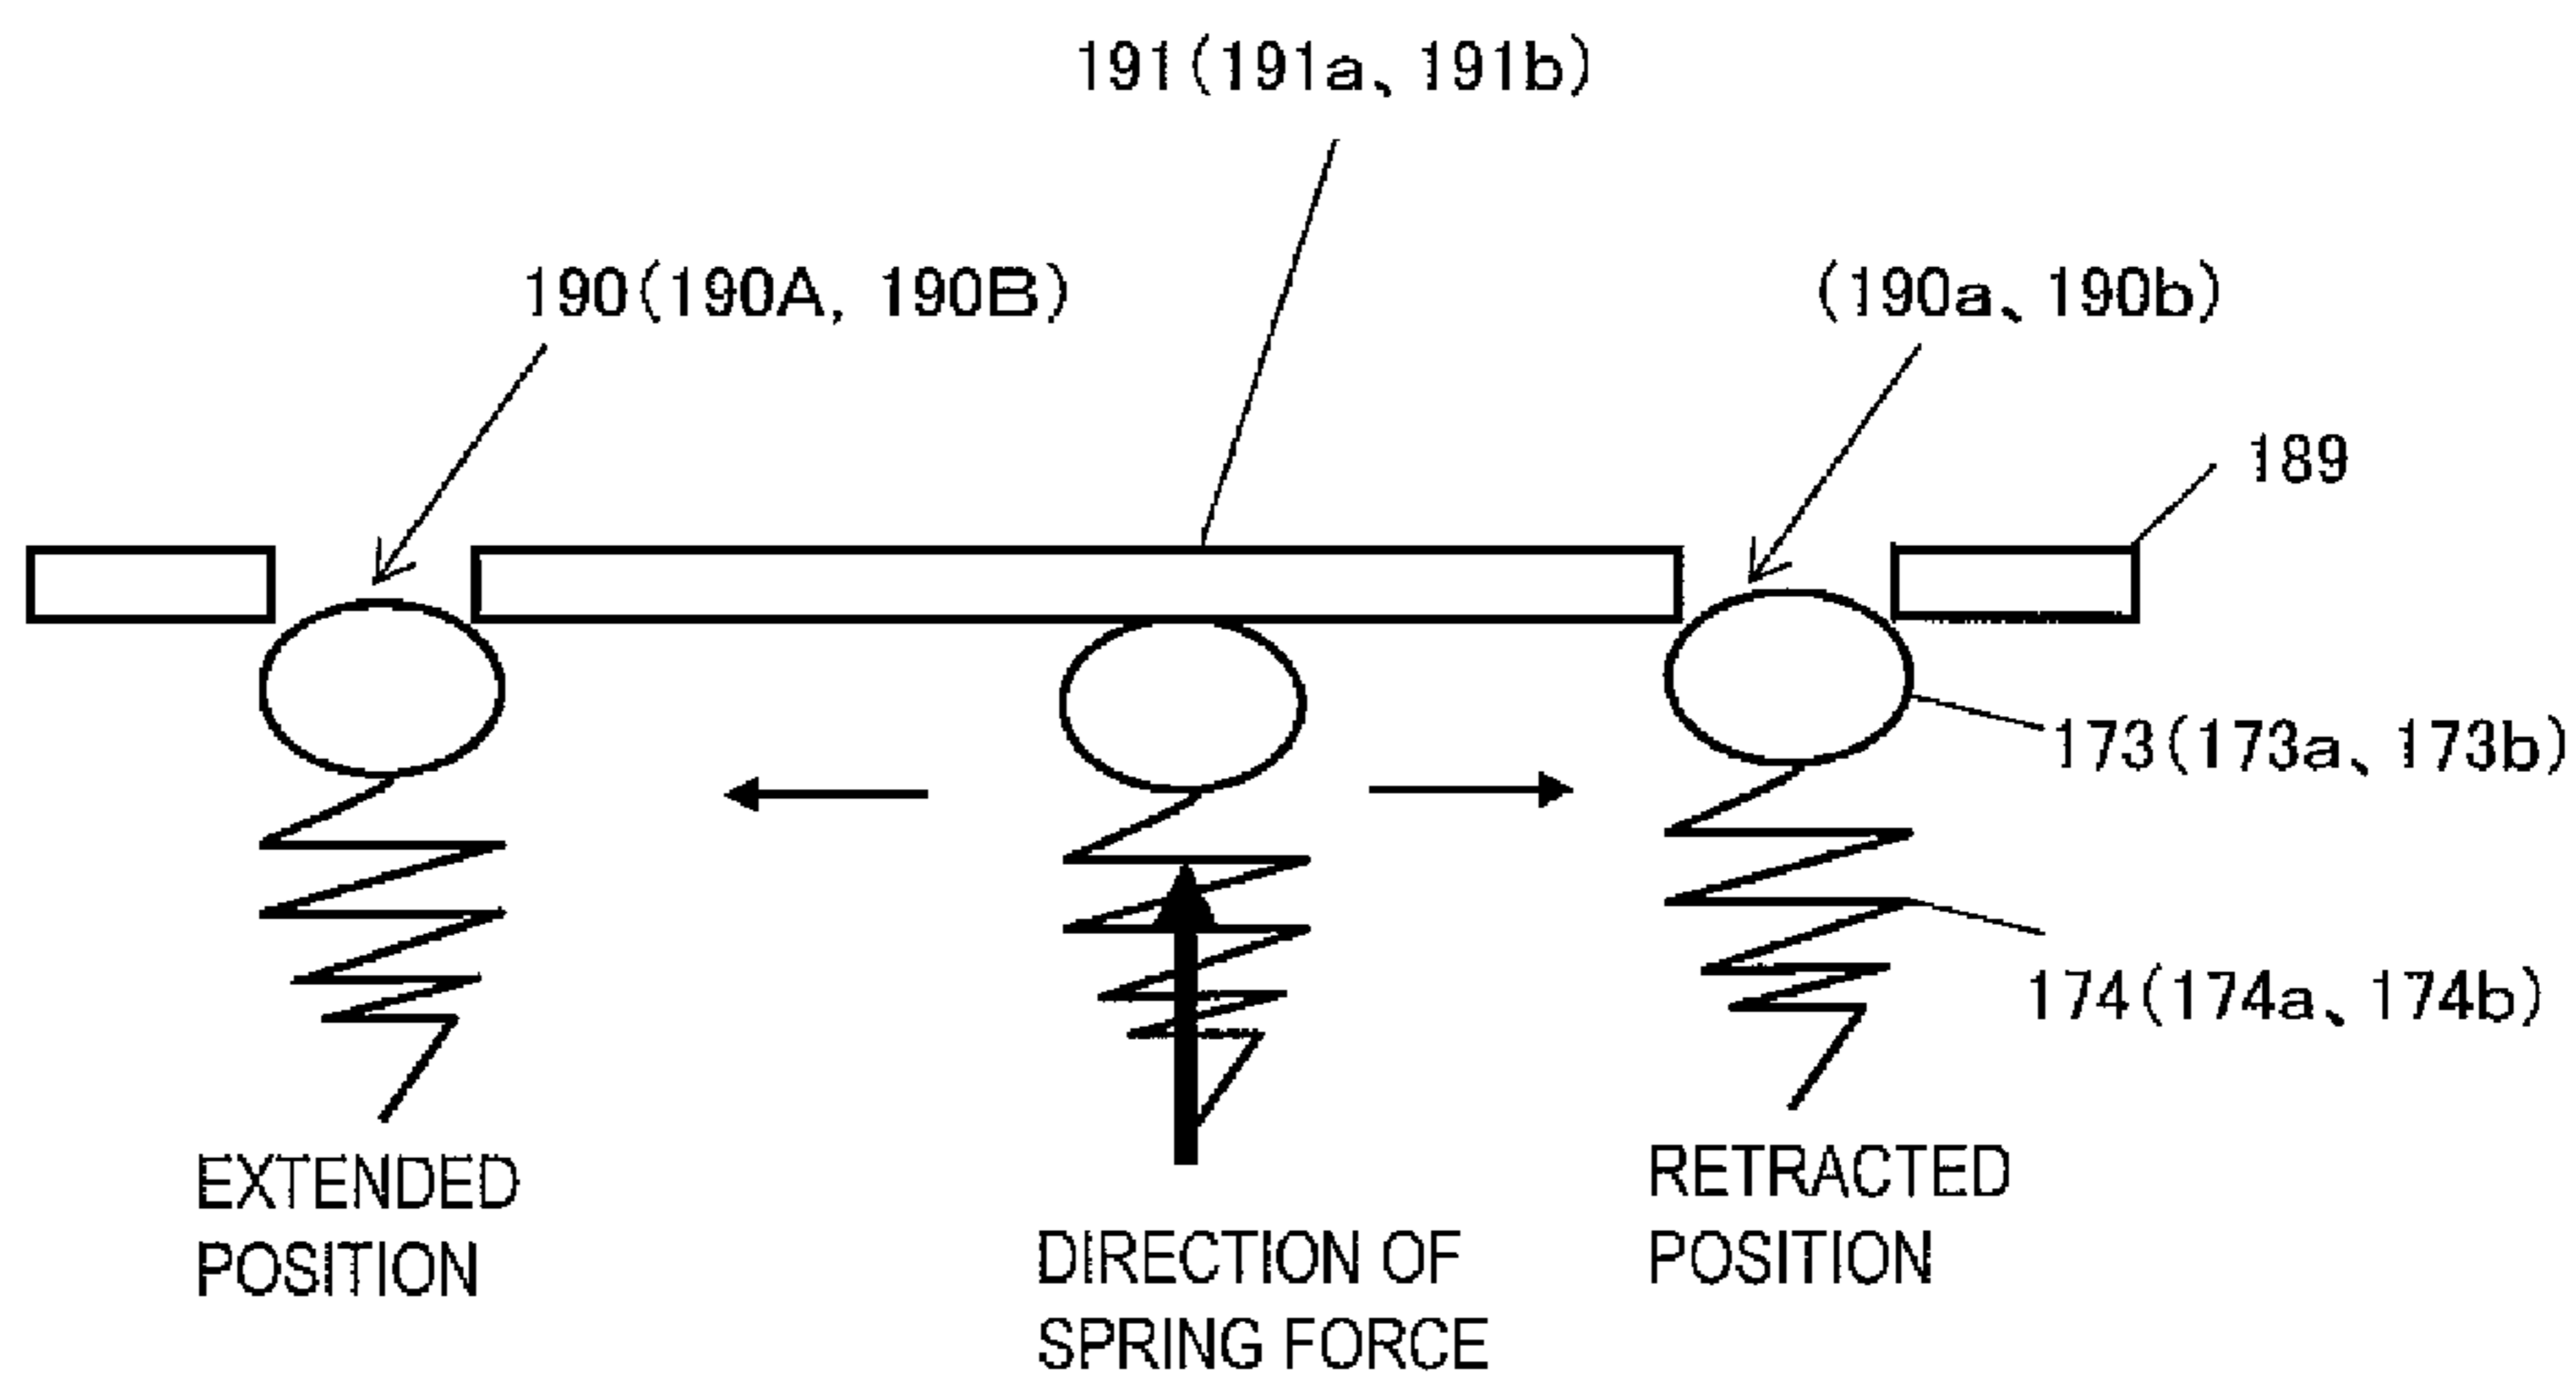 191(191a、191b)
190(190A, 190B)
(190a、190b)
189
173(173a、173b)
174(174a、174b)
EXTENDED
POSITION
RETRACTED
POSITION
DIRECTION OF
SPRING FORCE